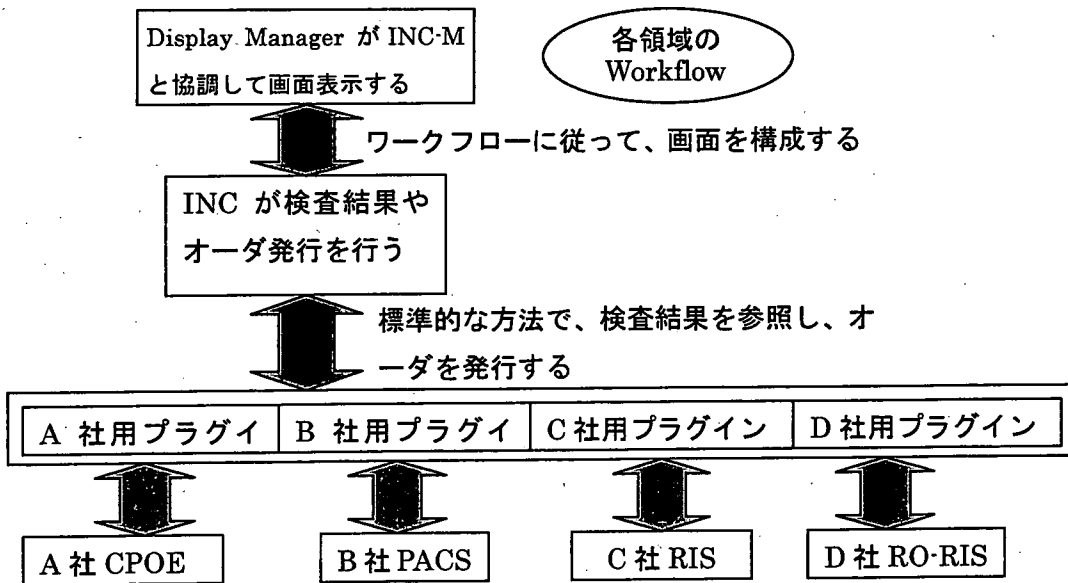 Display Manager が INC-M
と協調して画面表示する
各領域の
Workflow
ワークフローに従って、画面を構成する
INC が検査結果や
オーダ発行を行う
標準的な方法で、検査結果を参照し、オ
ーダを発行する
A 社用プラグイ
B 社用プラグイ
C社用プラグイン
D社用プラグイン
A 社 CPOE
B 社 PACS
C 社 RIS
D 社 RO-RIS